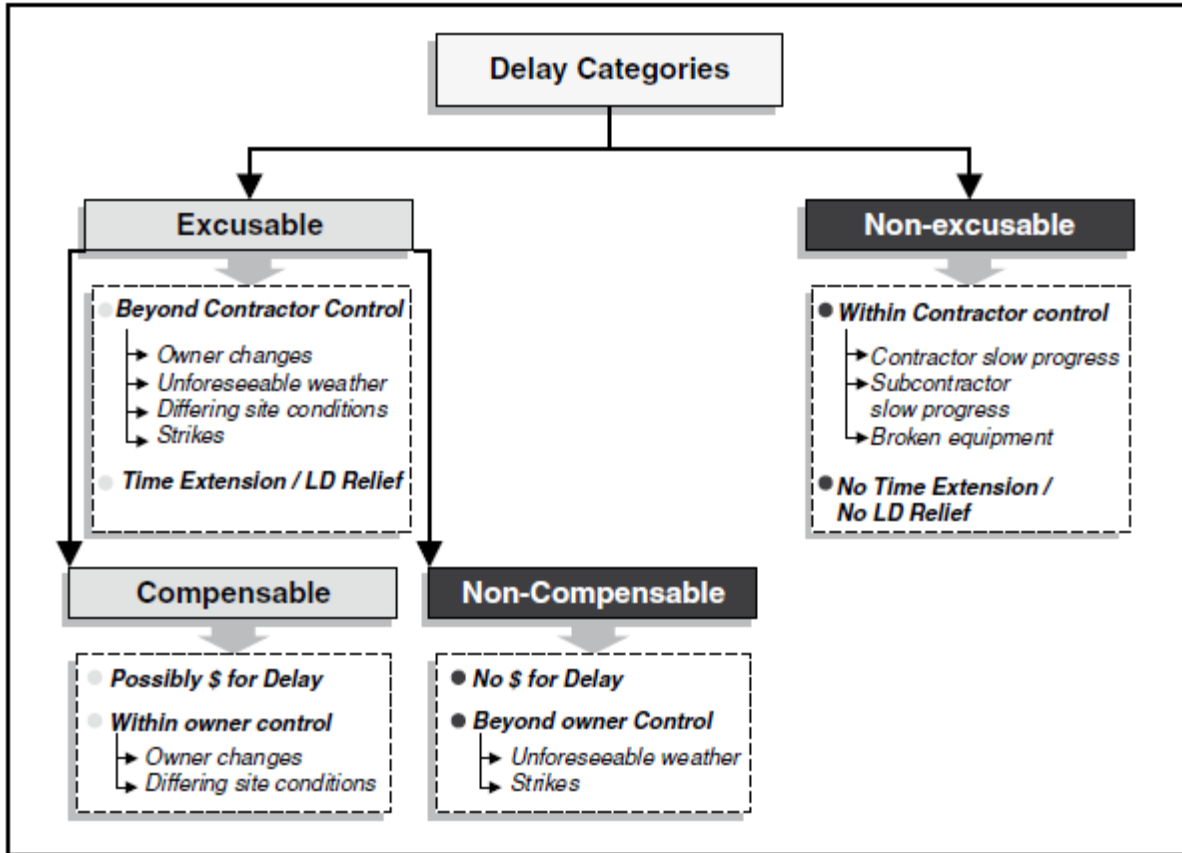 Delay Categories
Excusable
Non-excusable
Beyond Contractor Control
Owner changes
Unforeseeable weather
Differing site conditions
Strikes
Time Extension / LD Relief
Within Contractor control
Contractor slow progress
Subcontractor
slow progress
Broken equipment
No Time Extension /
No LD Relief
Compensable
Non-Compensable
Possibly $ for Delay
Within owner control
Owner changes
Differing site conditions
No $ for Delay
Beyond owner Control
Unforeseeable weather
Strikes